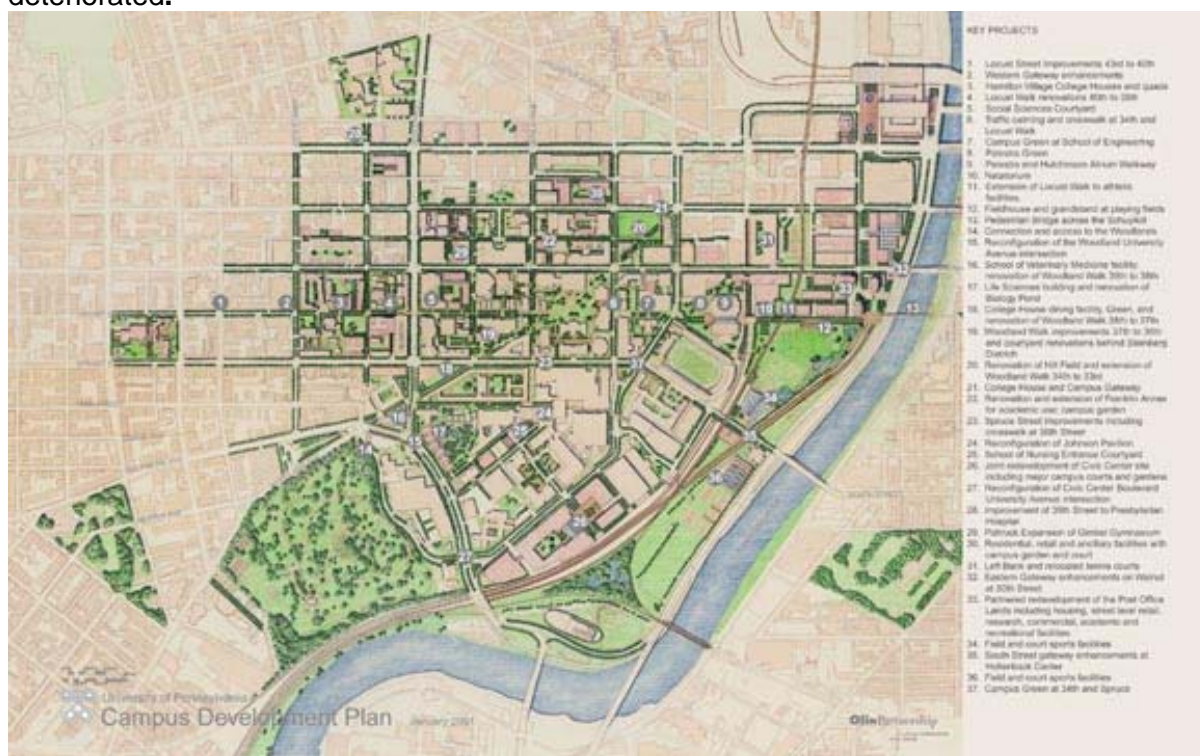 deteriorated.
KEY PROJECTS
1. Locust Street Improvements 43rd to 40th
2. Western Gateway enhancements
3. Hamilton Village College Houses and quads
4. Locust Walk renovations 40th to 38th
5. Social Sciences Courtyard
6. Traffic calming and crosswalk at 34th and
Locust Walk
7. Campus Green at School of Engineering
8. Palestra Green
9. Palestra and Hutchinson Atrium Walkway
10. Natatorium
11. Extension of Locust Walk to athletic
facilities.
12. Fieldhouse and grandstand at playing fields
13. Pedestrian Bridge across the Schuylkill
14. Connection and access to the Woodlands
15. Reconfiguration of the Woodland University
Avenue intersection
16. School of Veterinary Medicine facility,
renovation of Woodland Walk 39th to 38th
17. Life Sciences building and renovation of
Biology Pond
18. College House dining facility, Green, and
renovation of Woodland Walk 38th to 37th
19. Woodland Walk improvements 37th to 36th
and courtyard renovations behind Steinberg
Dietrich
20. Renovation of Hill Field and extension of
Woodland Walk 34th to 33rd
21. College House and Campus Gateway
22. Renovation and extension of Franklin Annex
for academic use; campus garden
23. Spruce Street Improvements including
crosswalk at 36th Street
24. Reconfiguration of Johnson Pavilion
25. School of Nursing Entrance Courtyard
26. Joint redevelopment of Civic Center site
including major campus courts and gardens
27. Reconfiguration of Civic Center Boulevard
University Avenue intersection
28. Improvement of 39th Street to Presbyterian
Hospital
29. Pottruck Expansion of Gimbel Gymnasium
30. Residential, retail and ancillary facilities with
campus garden and court
31. Left Bank and relocated tennis courts
32. Eastern Gateway enhancements on Walnut
at 30th Street
33. Partnered redevelopment of the Post Office
Lands including housing, street level retail,
research, commercial, academic and
recreational facilities
34. Field and court sports facilities
35. South Street gateway enhancements at
Hollenback Center
36. Field and court sports facilities
37. Campus Green at 34th and Spruce
University of Pennsylvania
Campus Development Plan January 2001
OlinPartnership